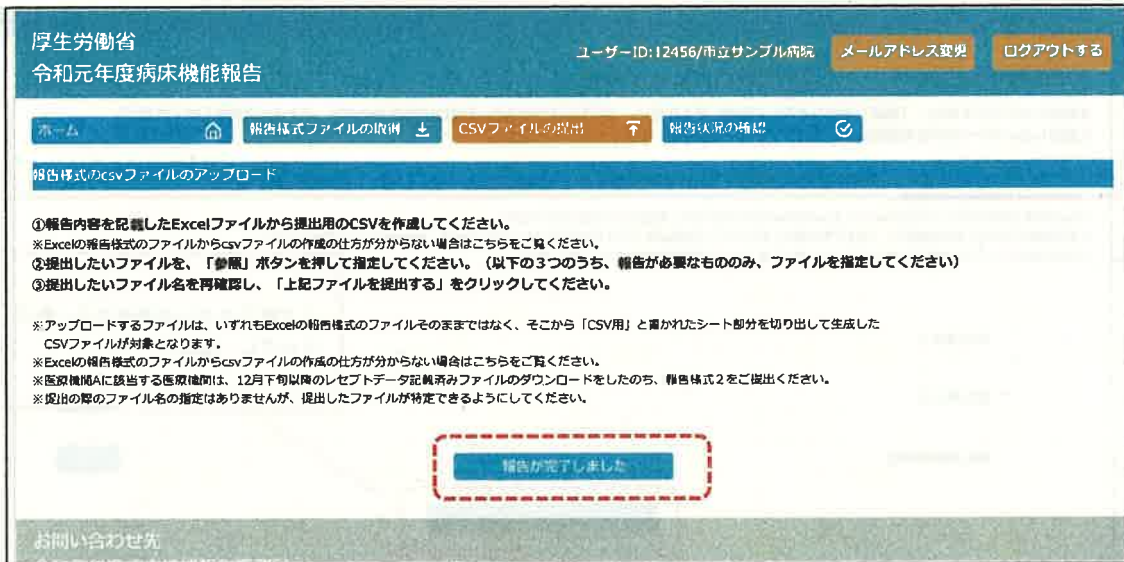 厚生労働省
令和元年度病床機能報告
ユーザーID:12456/市立サンプル病院
メールアドレス変更
ログアウトする
ホーム
報告様式ファイルの取得
CSVファイルの提出
報告状況の確認
報告様式のcsvファイルのアップロード
①報告内容を記載したExcelファイルから提出用のCSVを作成してください。
※Excelの報告様式のファイルからcsvファイルの作成の仕方が分からない場合はこちらをご覧ください。
②提出したいファイルを、「参照」ボタンを押して指定してください。（以下の３つのうち、報告が必要なもののみ、ファイルを指定してください）
③提出したいファイル名を再確認し、「上記ファイルを提出する」をクリックしてください。
※アップロードするファイルは、いずれもExcelの報告様式のファイルそのままではなく、そこから「CSV用」と書かれたシート部分を切り出して生成した
CSVファイルが対象となります。
※Excelの報告様式のファイルからcsvファイルの作成の仕方が分からない場合はこちらをご覧ください。
※医療機関Aに該当する医療機関は、12月下旬以降のレセプトデータ記載済みファイルのダウンロードをしたのち、報告様式２をご提出ください。
※提出の際のファイル名の指定はありませんが、提出したファイルが特定できるようにしてください。
報告が完了しました
お問い合わせ先